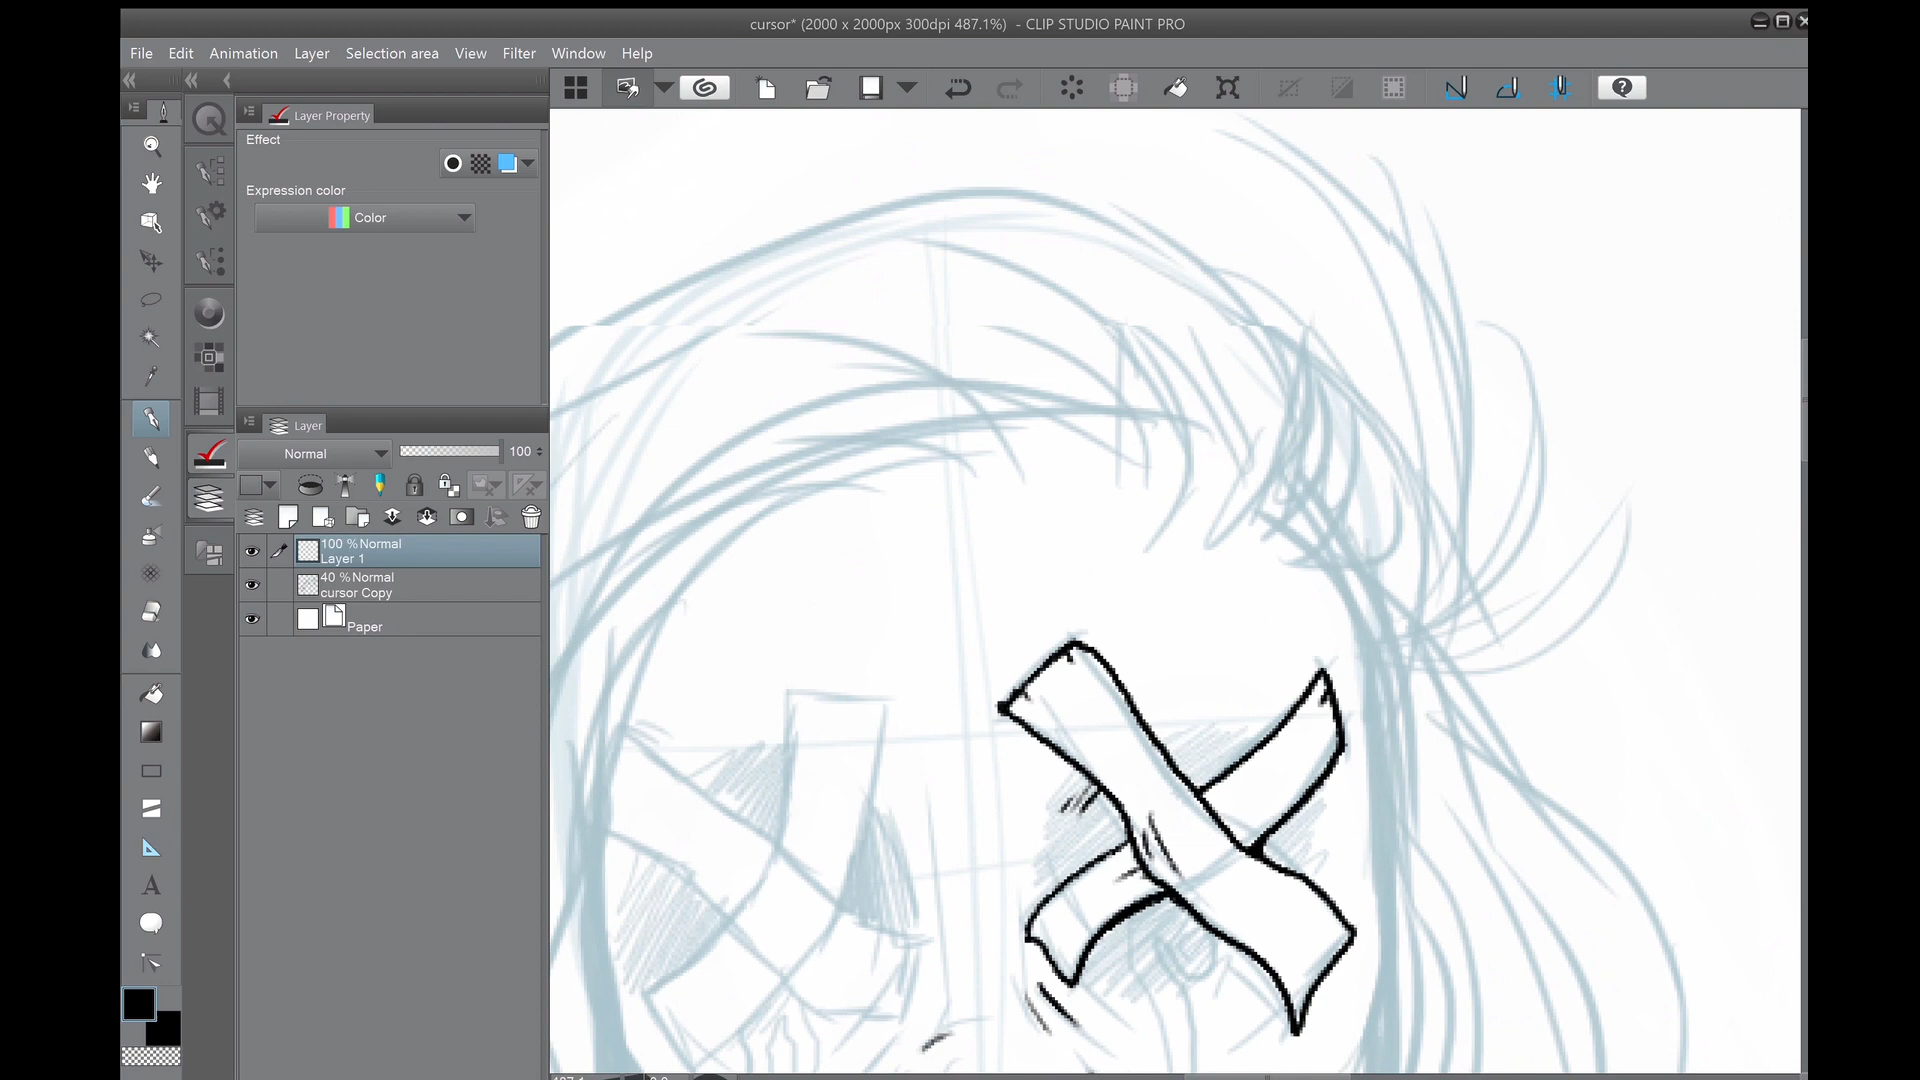 cursor* (2000 x 2000px 300dpi 487.1%) - CLIP STUDIO PAINT PRO
File Edit Animation Layer Selection area View Filter Window Help
Layer Property
Effect
Expression color
Color
Layer
Normal 100
100 %Normal
Layer 1
40 %Normal
cursor Copy
Paper
A